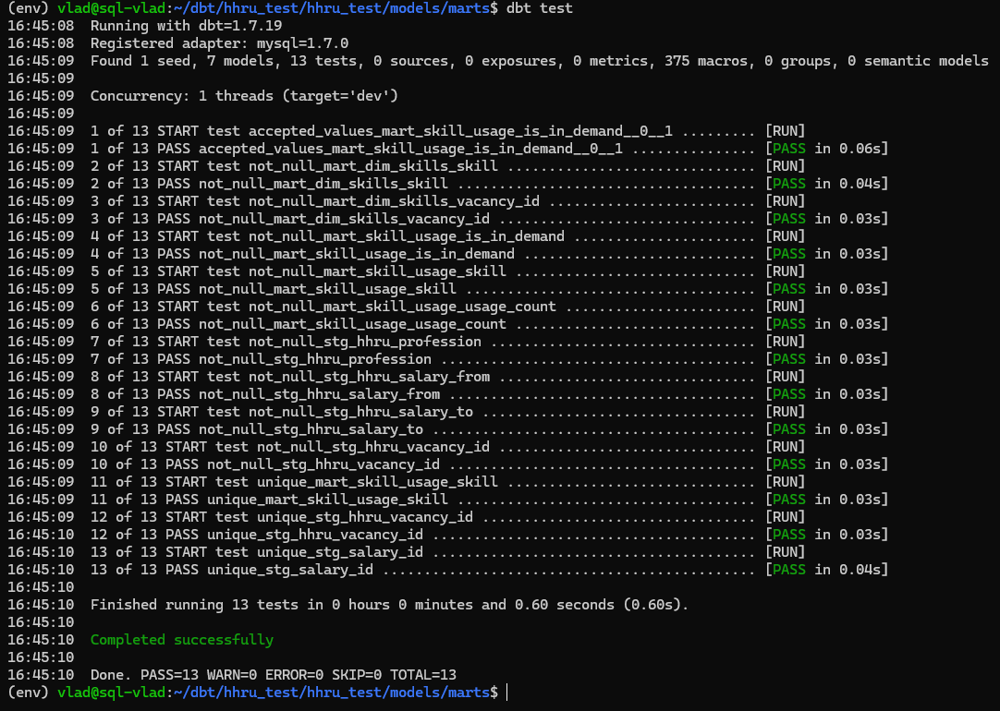 (env) vlad@sql-vlad:~/dbt/hhru_test/hhru_test/models/marts$ dbt test
16:45:08  Running with dbt=1.7.19
16:45:08  Registered adapter: mysql=1.7.0
16:45:09  Found 1 seed, 7 models, 13 tests, 0 sources, 0 exposures, 0 metrics, 375 macros, 0 groups, 0 semantic models
16:45:09
16:45:09  Concurrency: 1 threads (target='dev')
16:45:09
16:45:09  1 of 13 START test accepted_values_mart_skill_usage_is_in_demand__0__1 ......... [RUN]
16:45:09  1 of 13 PASS accepted_values_mart_skill_usage_is_in_demand__0__1 ............... [PASS in 0.06s]
16:45:09  2 of 13 START test not_null_mart_dim_skills_skill .............................. [RUN]
16:45:09  2 of 13 PASS not_null_mart_dim_skills_skill .................................... [PASS in 0.04s]
16:45:09  3 of 13 START test not_null_mart_dim_skills_vacancy_id ......................... [RUN]
16:45:09  3 of 13 PASS not_null_mart_dim_skills_vacancy_id ............................... [PASS in 0.03s]
16:45:09  4 of 13 START test not_null_mart_skill_usage_is_in_demand ...................... [RUN]
16:45:09  4 of 13 PASS not_null_mart_skill_usage_is_in_demand ............................ [PASS in 0.03s]
16:45:09  5 of 13 START test not_null_mart_skill_usage_skill ............................. [RUN]
16:45:09  5 of 13 PASS not_null_mart_skill_usage_skill ................................... [PASS in 0.03s]
16:45:09  6 of 13 START test not_null_mart_skill_usage_usage_count ....................... [RUN]
16:45:09  6 of 13 PASS not_null_mart_skill_usage_usage_count ............................. [PASS in 0.03s]
16:45:09  7 of 13 START test not_null_stg_hhru_profession ................................ [RUN]
16:45:09  7 of 13 PASS not_null_stg_hhru_profession ...................................... [PASS in 0.03s]
16:45:09  8 of 13 START test not_null_stg_hhru_salary_from ............................... [RUN]
16:45:09  8 of 13 PASS not_null_stg_hhru_salary_from ..................................... [PASS in 0.03s]
16:45:09  9 of 13 START test not_null_stg_hhru_salary_to ................................. [RUN]
16:45:09  9 of 13 PASS not_null_stg_hhru_salary_to ....................................... [PASS in 0.03s]
16:45:09  10 of 13 START test not_null_stg_hhru_vacancy_id ............................... [RUN]
16:45:09  10 of 13 PASS not_null_stg_hhru_vacancy_id ..................................... [PASS in 0.03s]
16:45:09  11 of 13 START test unique_mart_skill_usage_skill .............................. [RUN]
16:45:09  11 of 13 PASS unique_mart_skill_usage_skill .................................... [PASS in 0.03s]
16:45:09  12 of 13 START test unique_stg_hhru_vacancy_id ................................. [RUN]
16:45:10  12 of 13 PASS unique_stg_hhru_vacancy_id ....................................... [PASS in 0.03s]
16:45:10  13 of 13 START test unique_stg_salary_id ....................................... [RUN]
16:45:10  13 of 13 PASS unique_stg_salary_id ............................................. [PASS in 0.04s]
16:45:10
16:45:10  Finished running 13 tests in 0 hours 0 minutes and 0.60 seconds (0.60s).
16:45:10
16:45:10  Completed successfully
16:45:10
16:45:10  Done. PASS=13 WARN=0 ERROR=0 SKIP=0 TOTAL=13
(env) vlad@sql-vlad:~/dbt/hhru_test/hhru_test/models/marts$